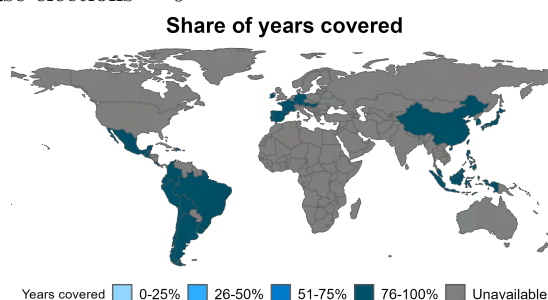 Share of years covered
Years covered 0-25% 26-50% 51-75% 76-100% Unavailable